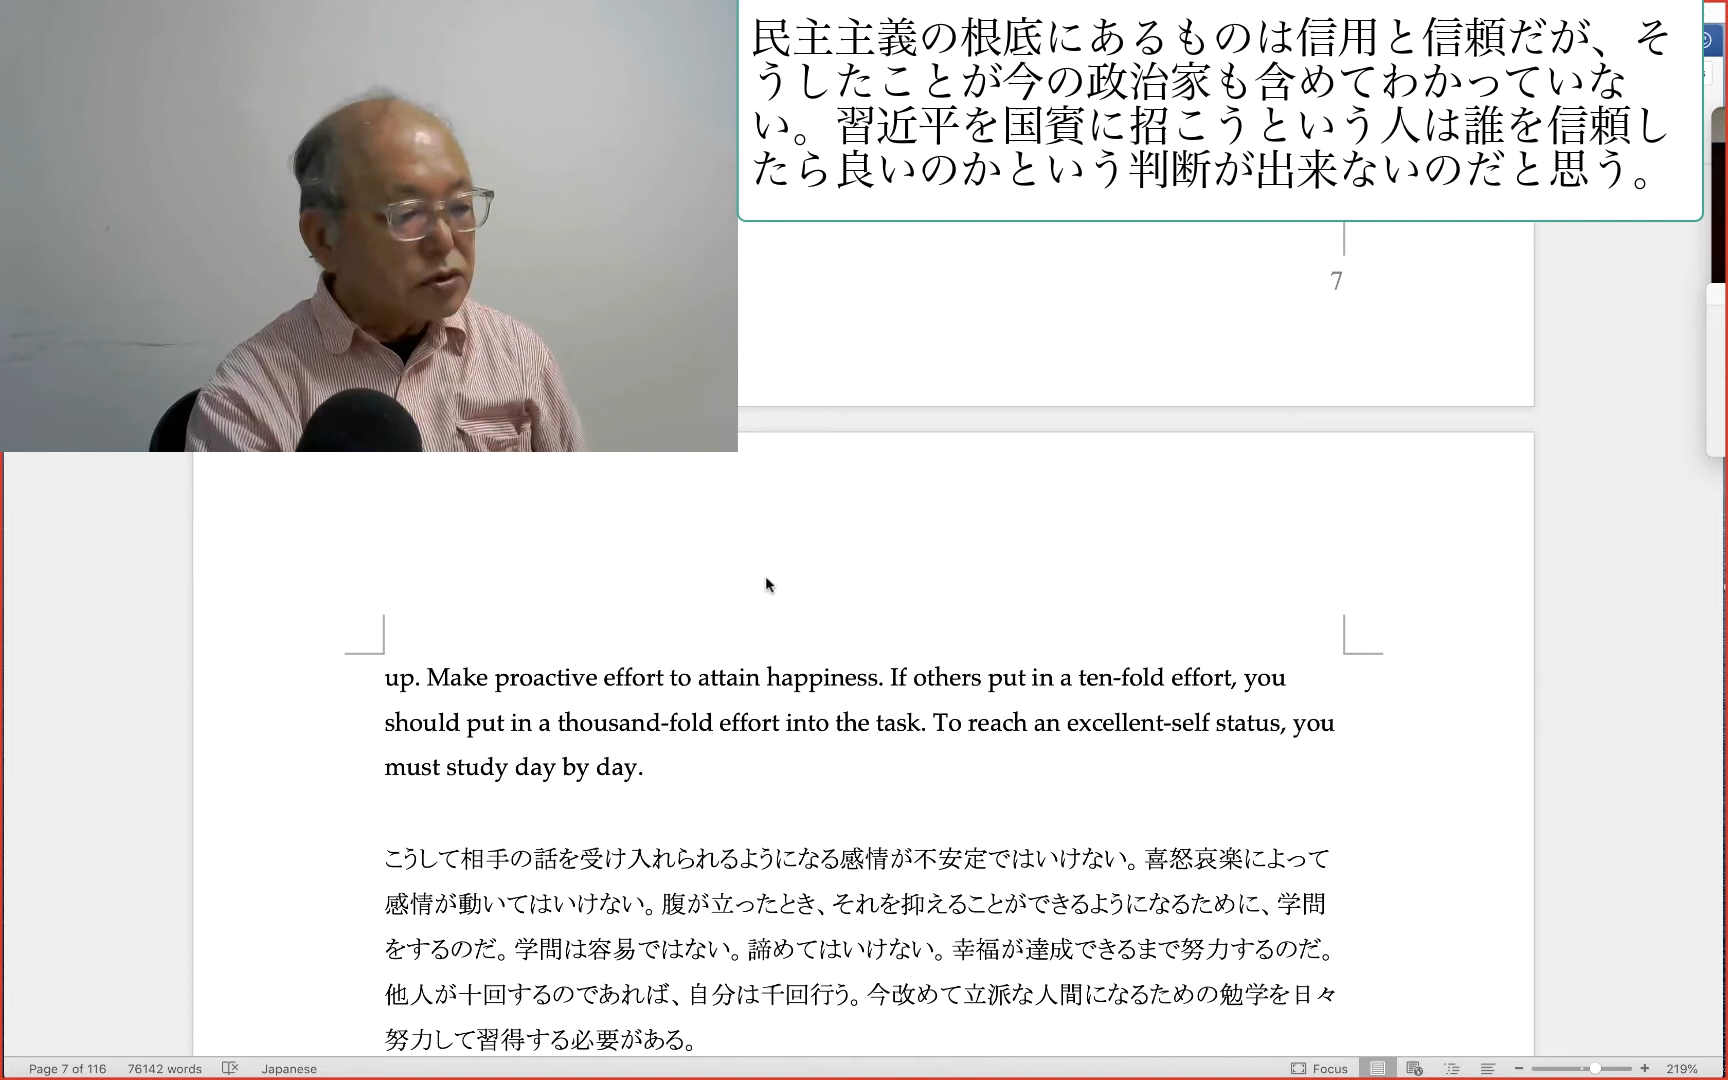 民主主義の根底にあるものは信用と信頼だが、そ
うしたことが今の政治家も含めてわかっていな
い。習近平を国賓に招こうという人は誰を信頼し
たら良いのかという判断が出来ないのだと思う。
7
up. Make proactive effort to attain happiness. If others put in a ten-fold effort, you
should put in a thousand-fold effort into the task. To reach an excellent-self status, you
must study day by day.
こうして相手の話を受け入れられるようになる感情が不安定ではいけない。喜怒哀楽によって
感情が動いてはいけない。腹が立ったとき、それを抑えることができるようになるために、学問
をするのだ。学問は容易ではない。諦めてはいけない。幸福が達成できるまで努力するのだ。
他人が十回するのであれば、自分は千回行う。今改めて立派な人間になるための勉学を日々
努力して習得する必要がある。
Page 7 of 116 76142 words Japanese Focus 219%